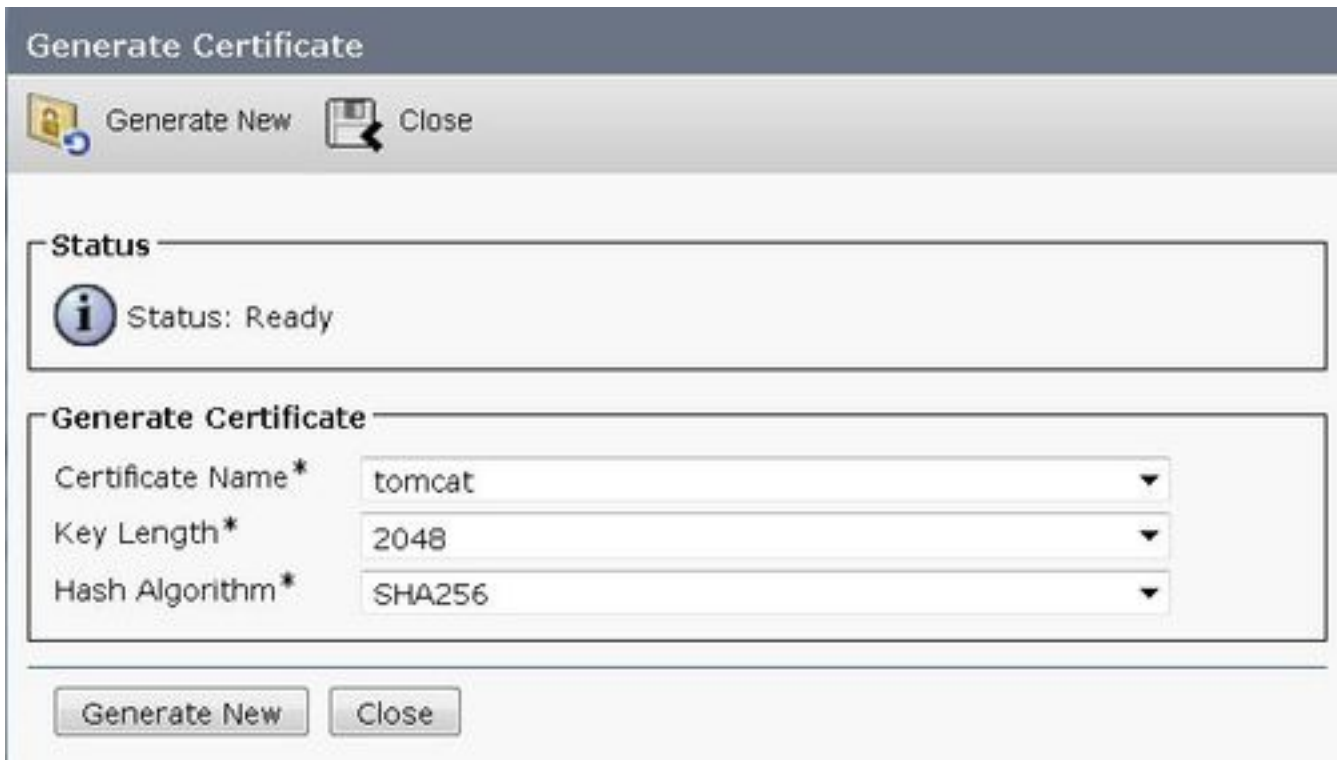 Generate Certificate
Generate New Close
Status
Status: Ready
Generate Certificate
Certificate Name* tomcat
Key Length* 2048
Hash Algorithm* SHA256
Generate New Close